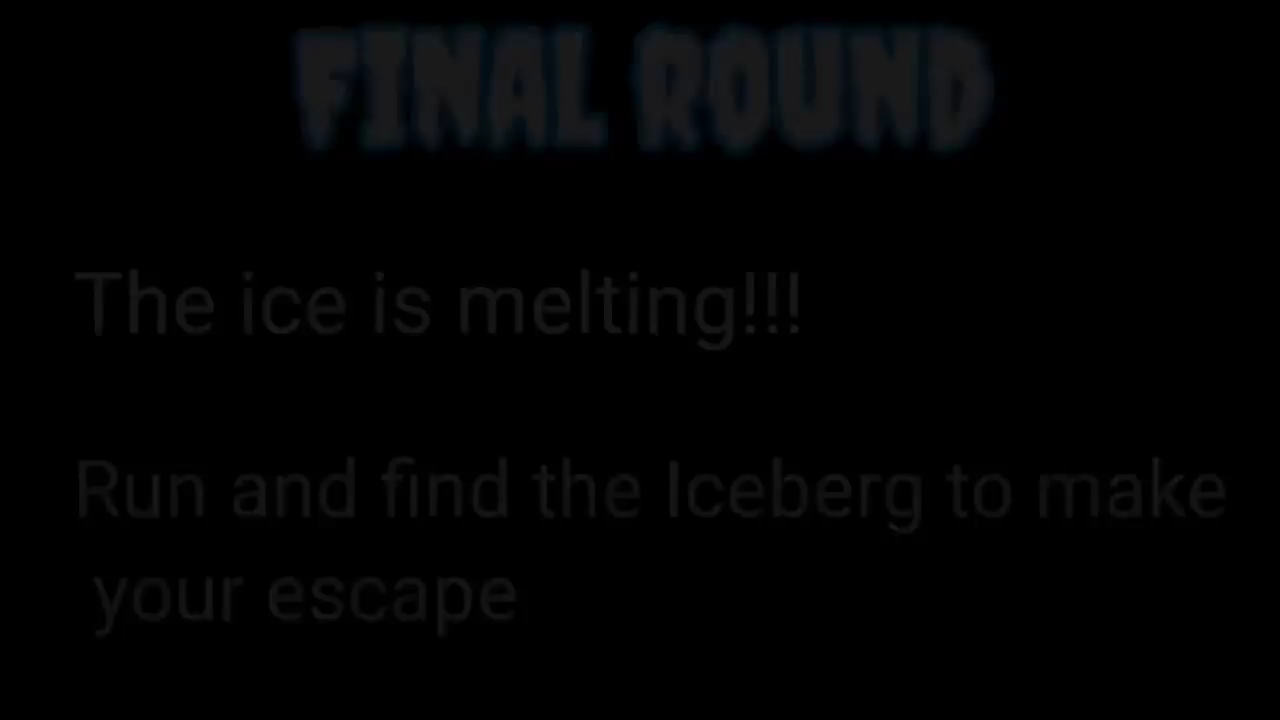 FINAL ROUND
The ice is melting!!!
Run and find the Iceberg to make
your escape